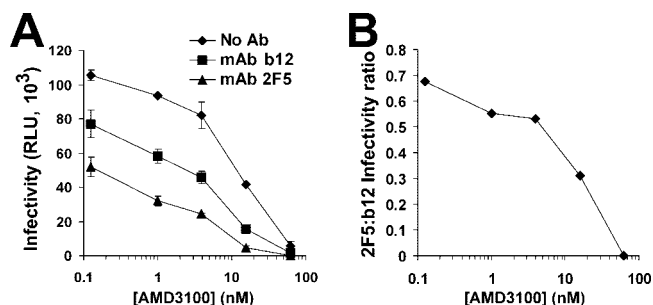 A
No Ab
mAb b12
mAb 2F5
Infectivity (RLU, 10³)
120
100
80
60
40
20
0
0.1 1 10 100
[AMD3100] (nM)
B
2F5:b12 Infectivity ratio
0.8
0.7
0.6
0.5
0.4
0.3
0.2
0.1
0
0.1 1 10 100
[AMD3100] (nM)